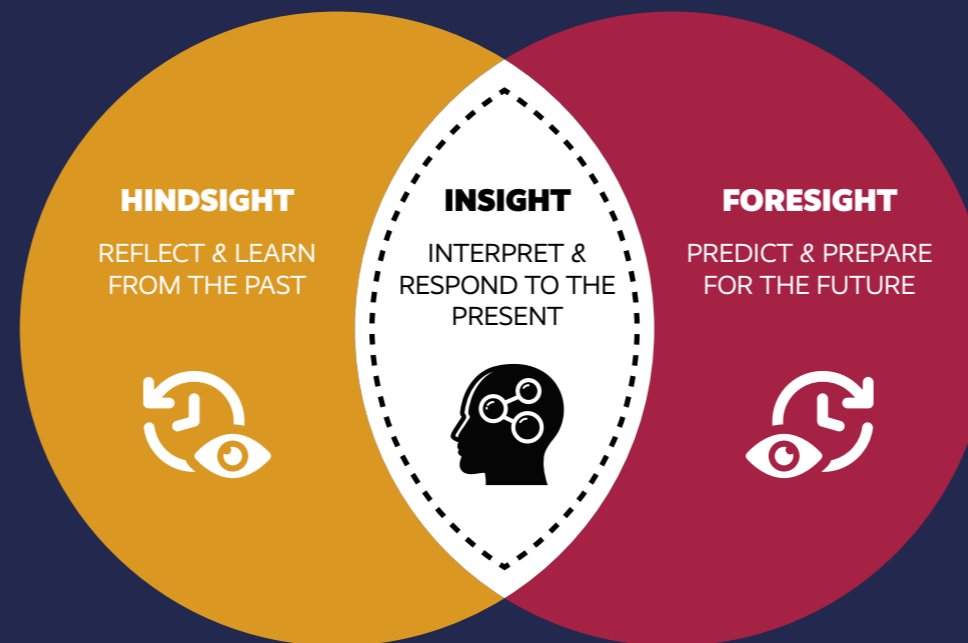 HINDSIGHT
REFLECT & LEARN
FROM THE PAST
INSIGHT
INTERPRET &
RESPOND TO THE
PRESENT
FORESIGHT
PREDICT & PREPARE
FOR THE FUTURE